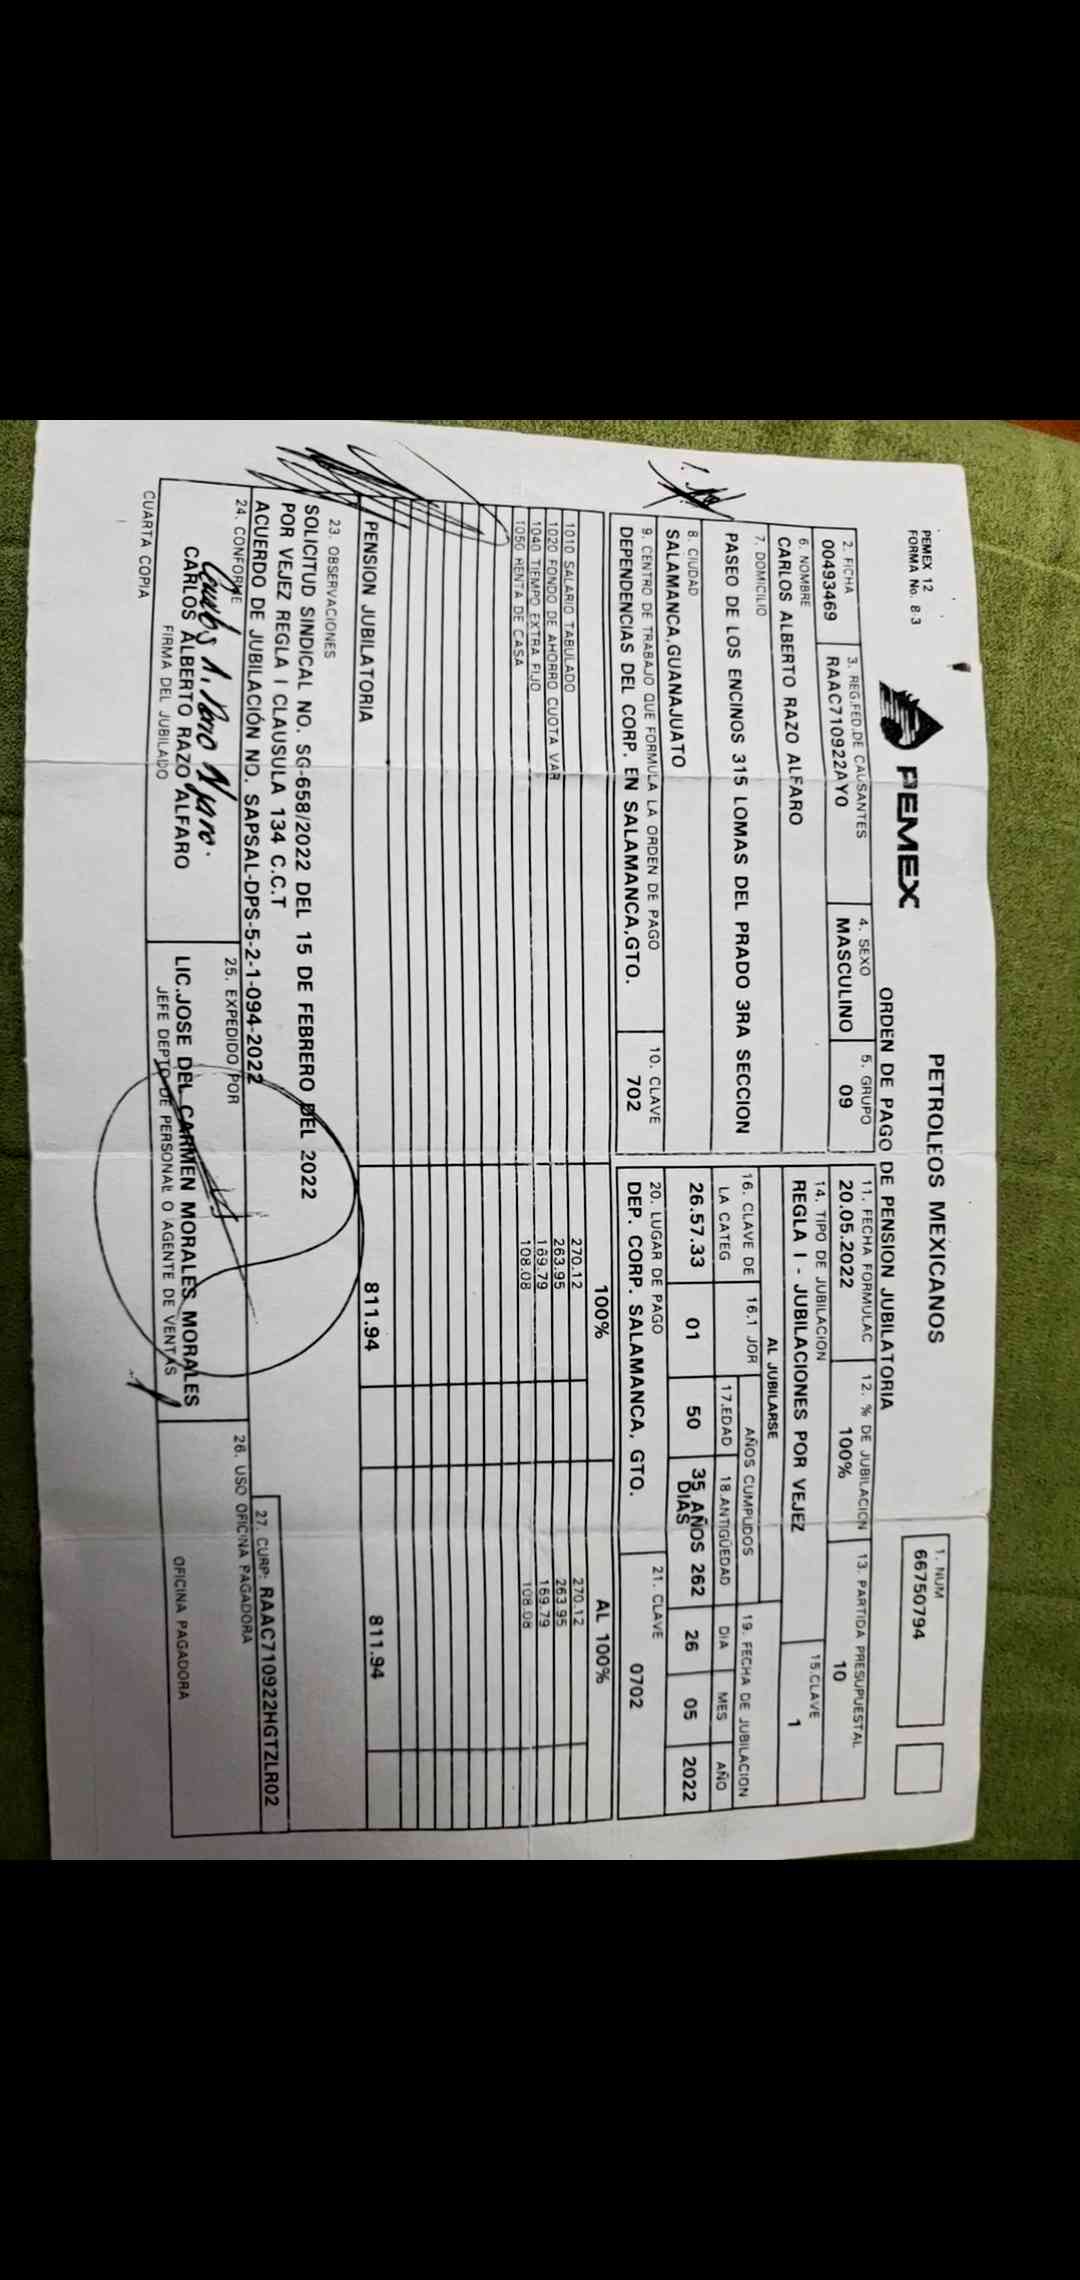 PEMEX 12
FORMA No. 8:3
PEMEX
PETROLEOS MEXICANOS
ORDEN DE PAGO DE PENSION JUBILATORIA
1. NUM
66750794
2. FICHA
00493469
3. REG.FED.DE CAUSANTES
RAAC710922AY0
4. SEXO
MASCULINO
5. GRUPO
09
11. FECHA FORMULAC
20.05.2022
12. % DE JUBILACION
100%
13. PARTIDA PRESUPUESTAL
10
6. NOMBRE
CARLOS ALBERTO RAZO ALFARO
14. TIPO DE JUBILACION
REGLA I - JUBILACIONES POR VEJEZ
15.CLAVE
1
7. DOMICILIO
PASEO DE LOS ENCINOS 315 LOMAS DEL PRADO 3RA SECCION
AL JUBILARSE
16. CLAVE DE
LA CATEG
16.1 JOR
AÑOS CUMPLIDOS
17.EDAD
18.ANTIGÜEDAD
19. FECHA DE JUBILACION
DIA
MES
AÑO
8. CIUDAD
SALAMANCA,GUANAJUATO
26.57.33
01
50
35 AÑOS 262
DIAS
26
05
2022
9. CENTRO DE TRABAJO QUE FORMULA LA ORDEN DE PAGO
DEPENDENCIAS DEL CORP. EN SALAMANCA,GTO.
10. CLAVE
702
20. LUGAR DE PAGO
DEP. CORP. SALAMANCA, GTO.
21. CLAVE
0702
100%
AL 100%
1010 SALARIO TABULADO 270.12 270.12
1020 FONDO DE AHORRO CUOTA VAR 263.95 263.95
1040 TIEMPO EXTRA FIJO 169.79 169.79
1050 RENTA DE CASA 108.08 108.08
PENSION JUBILATORIA 811.94 811.94
23. OBSERVACIONES
SOLICITUD SINDICAL NO. SG-658/2022 DEL 15 DE FEBRERO DEL 2022
POR VEJEZ REGLA I CLAUSULA 134 C.C.T
ACUERDO DE JUBILACIÓN NO. SAPSAL-DPS-5-2-1-094-2022
27. CURP: RAAC710922HGTZLR02
24. CONFORME
CARLOS ALBERTO RAZO ALFARO
FIRMA DEL JUBILADO
25. EXPEDIDO POR
LIC.JOSE DEL CARMEN MORALES MORALES
JEFE DEPTO DE PERSONAL O AGENTE DE VENTAS
26. USO OFICINA PAGADORA
OFICINA PAGADORA
CUARTA COPIA